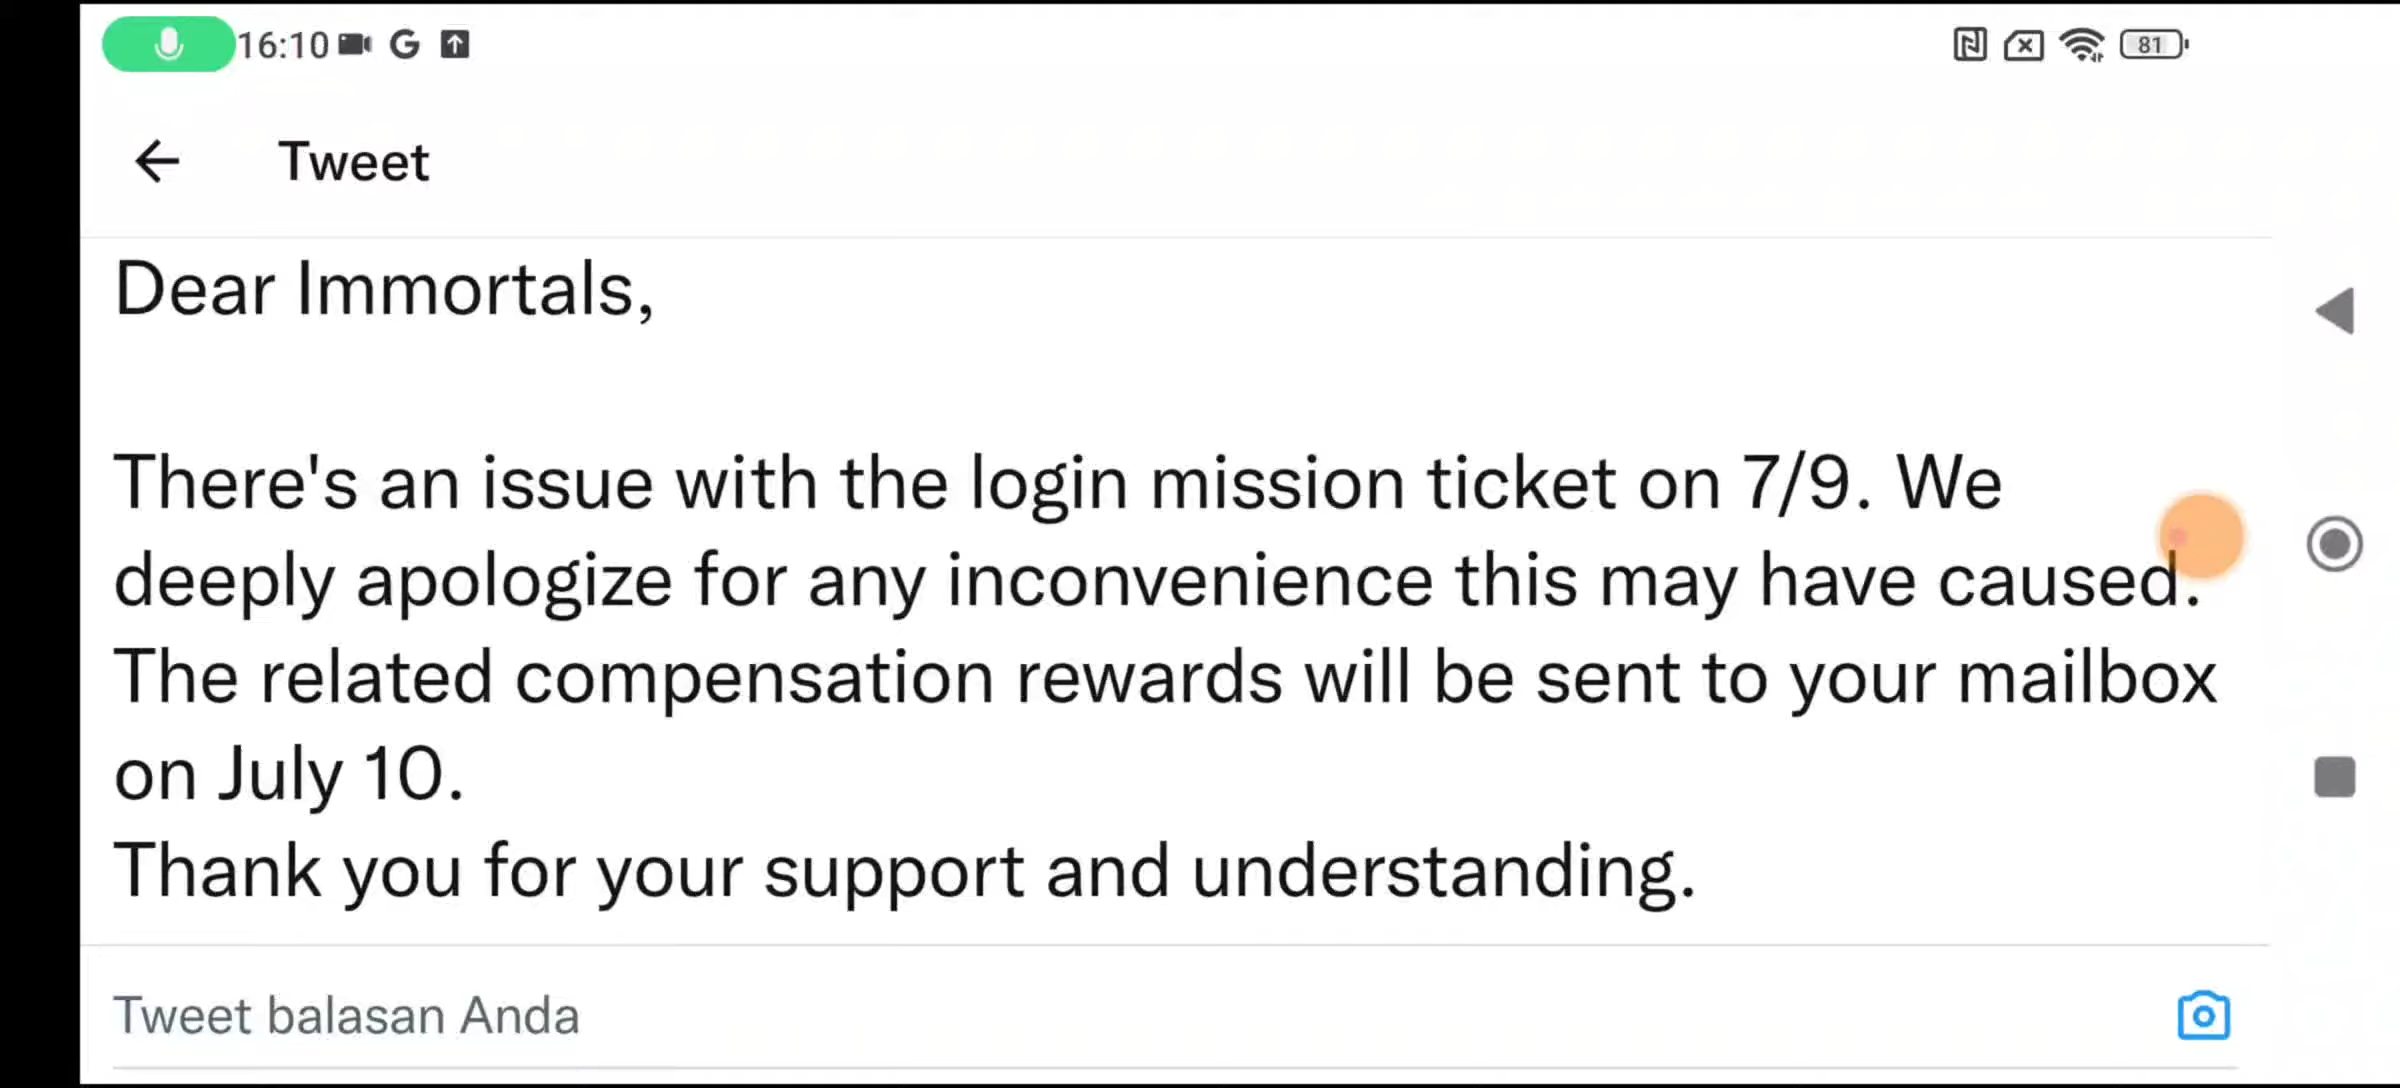 16:10 G 81
Tweet
Dear Immortals,
There's an issue with the login mission ticket on 7/9. We
deeply apologize for any inconvenience this may have caused.
The related compensation rewards will be sent to your mailbox
on July 10.
Thank you for your support and understanding.
Tweet balasan Anda